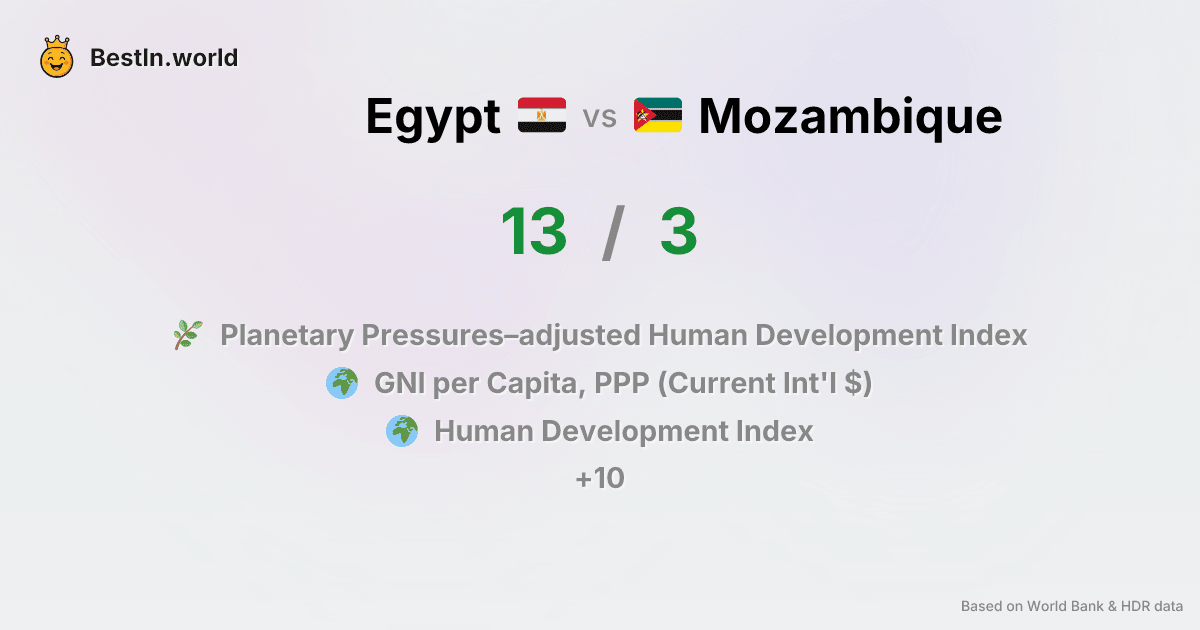 BestIn.world
Egypt vs Mozambique
13 / 3
Planetary Pressures–adjusted Human Development Index
GNI per Capita, PPP (Current Int'l $)
Human Development Index
+10
Based on World Bank & HDR data